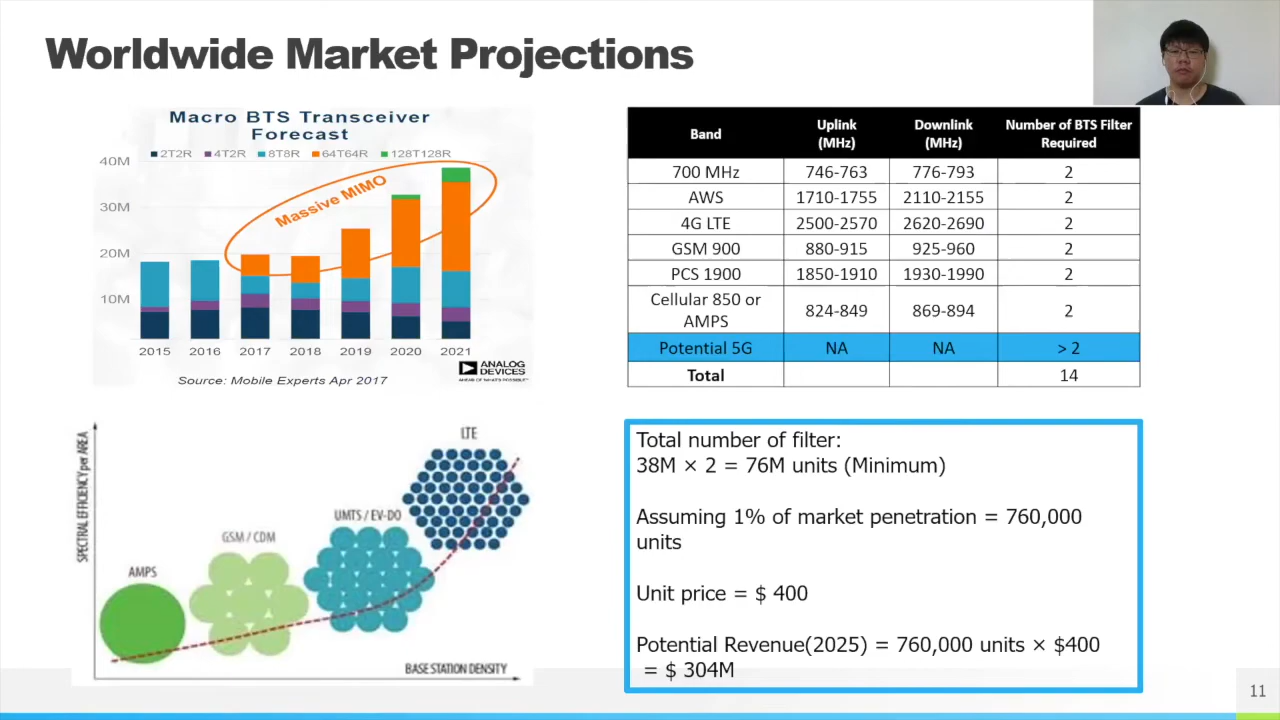 Worldwide Market Projections
Macro BTS Transceiver
Forecast
2T2R 4T2R 8T8R 64T64R 128T128R
40M
30M
20M
10M
Massive MIMO
2015 2016 2017 2018 2019 2020 2021
Source: Mobile Experts Apr 2017
ANALOG
DEVICES
AHEAD OF WHAT'S POSSIBLE™
Band Uplink (MHz) Downlink (MHz) Number of BTS Filter Required
700 MHz 746-763 776-793 2
AWS 1710-1755 2110-2155 2
4G LTE 2500-2570 2620-2690 2
GSM 900 880-915 925-960 2
PCS 1900 1850-1910 1930-1990 2
Cellular 850 or AMPS 824-849 869-894 2
Potential 5G NA NA > 2
Total 14
SPECTRAL EFFICIENCY per AREA
LTE
UMTS / EV-DO
GSM / CDM
AMPS
BASE STATION DENSITY
Total number of filter:
38M × 2 = 76M units (Minimum)
Assuming 1% of market penetration = 760,000
units
Unit price = $ 400
Potential Revenue(2025) = 760,000 units × $400
= $ 304M
11